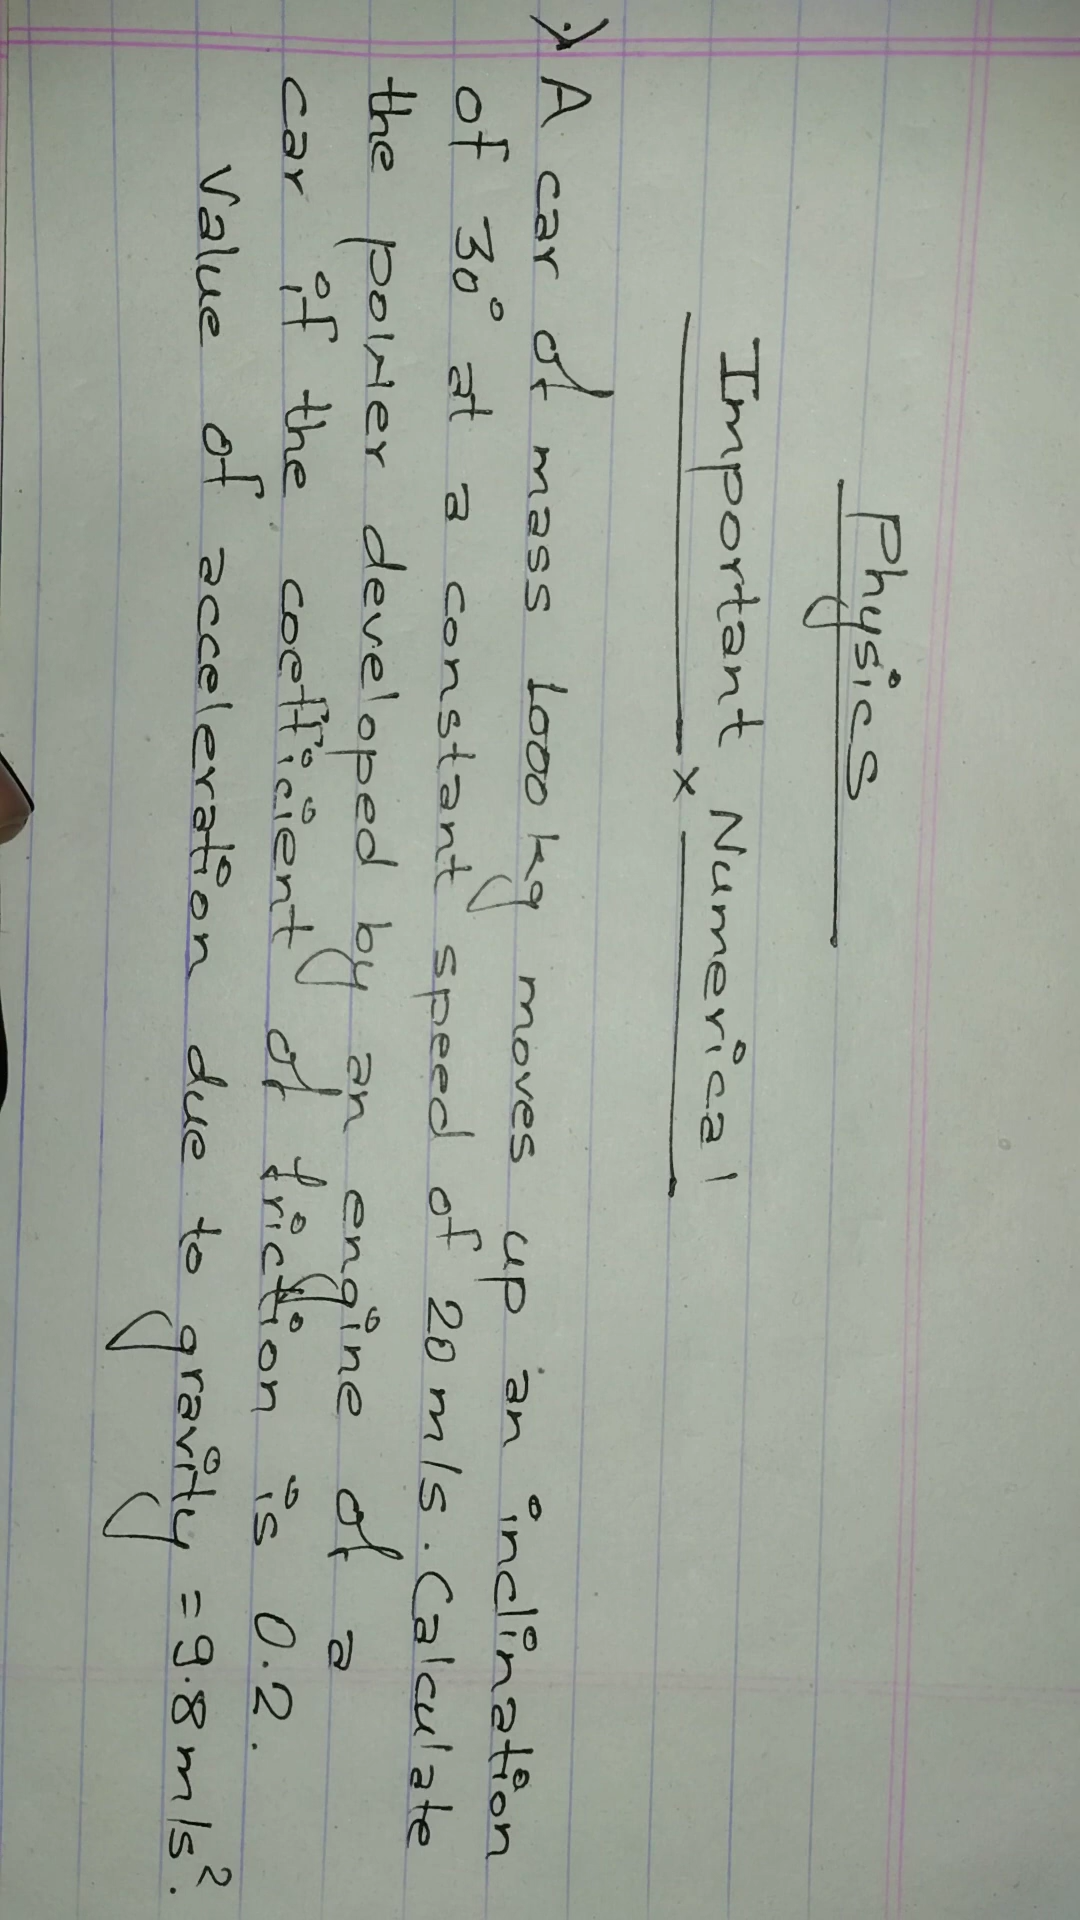 Physics
Important Numerical
x
A car of mass 1000 kg moves up an inclination
of 30° at a constant speed of 20 m/s. Calculate
the power developed by an engine of a
car if the coefficient of friction is 0.2.
Value of acceleration due to gravity = 9.8 m/s².